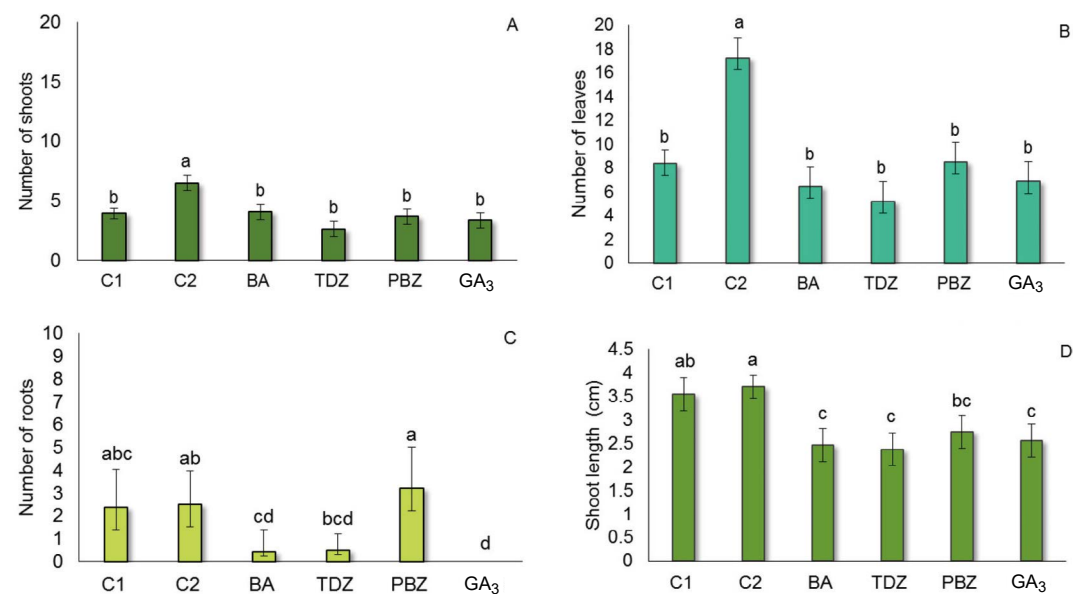 A
Number of shoots
20
15
10
5
0
b
a
b
b
b
b
C1 C2 BA TDZ PBZ GA₃
B
Number of leaves
20
18
16
14
12
10
8
6
4
2
0
b
a
b
b
b
b
C1 C2 BA TDZ PBZ GA₃
C
Number of roots
10
9
8
7
6
5
4
3
2
1
0
abc
ab
cd
bcd
a
d
C1 C2 BA TDZ PBZ GA₃
D
Shoot length (cm)
4.5
4
3.5
3
2.5
2
1.5
1
0.5
0
ab
a
c
c
bc
c
C1 C2 BA TDZ PBZ GA₃